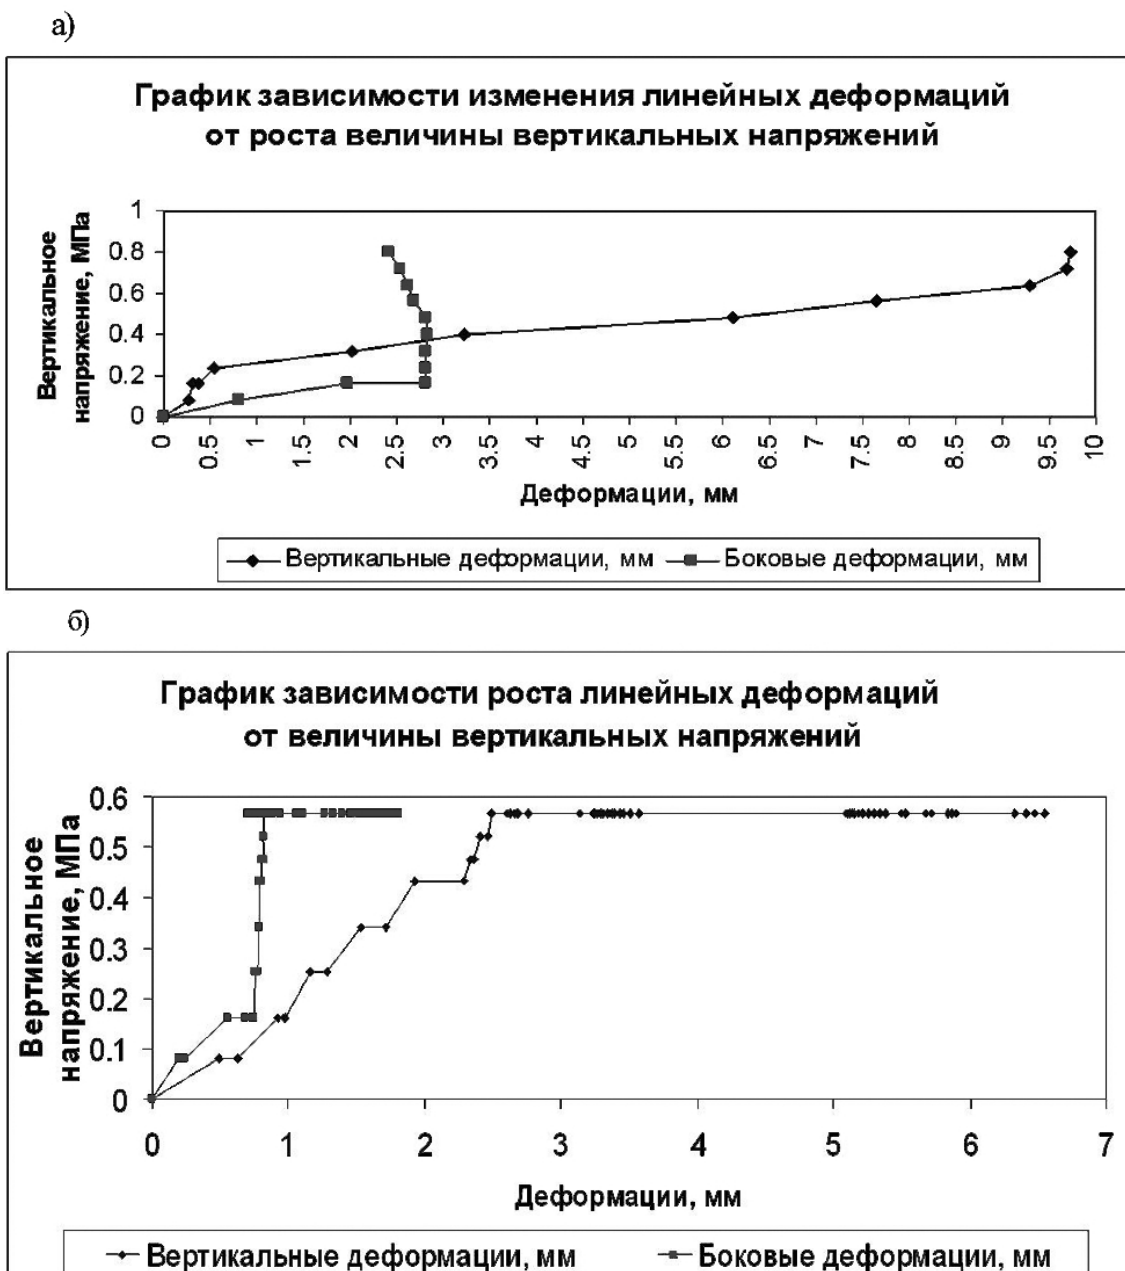 а)
График зависимости изменения линейных деформаций
от роста величины вертикальных напряжений
Вертикальное
напряжение, МПа
1
0.8
0.6
0.4
0.2
0
0 0.5 1 1.5 2 2.5 3 3.5 4 4.5 5 5.5 6 6.5 7 7.5 8 8.5 9 9.5 10
Деформации, мм
Вертикальные деформации, мм Боковые деформации, мм
б)
График зависимости роста линейных деформаций
от величины вертикальных напряжений
Вертикальное
напряжение, МПа
0.6
0.5
0.4
0.3
0.2
0.1
0
0 1 2 3 4 5 6 7
Деформации, мм
Вертикальные деформации, мм Боковые деформации, мм